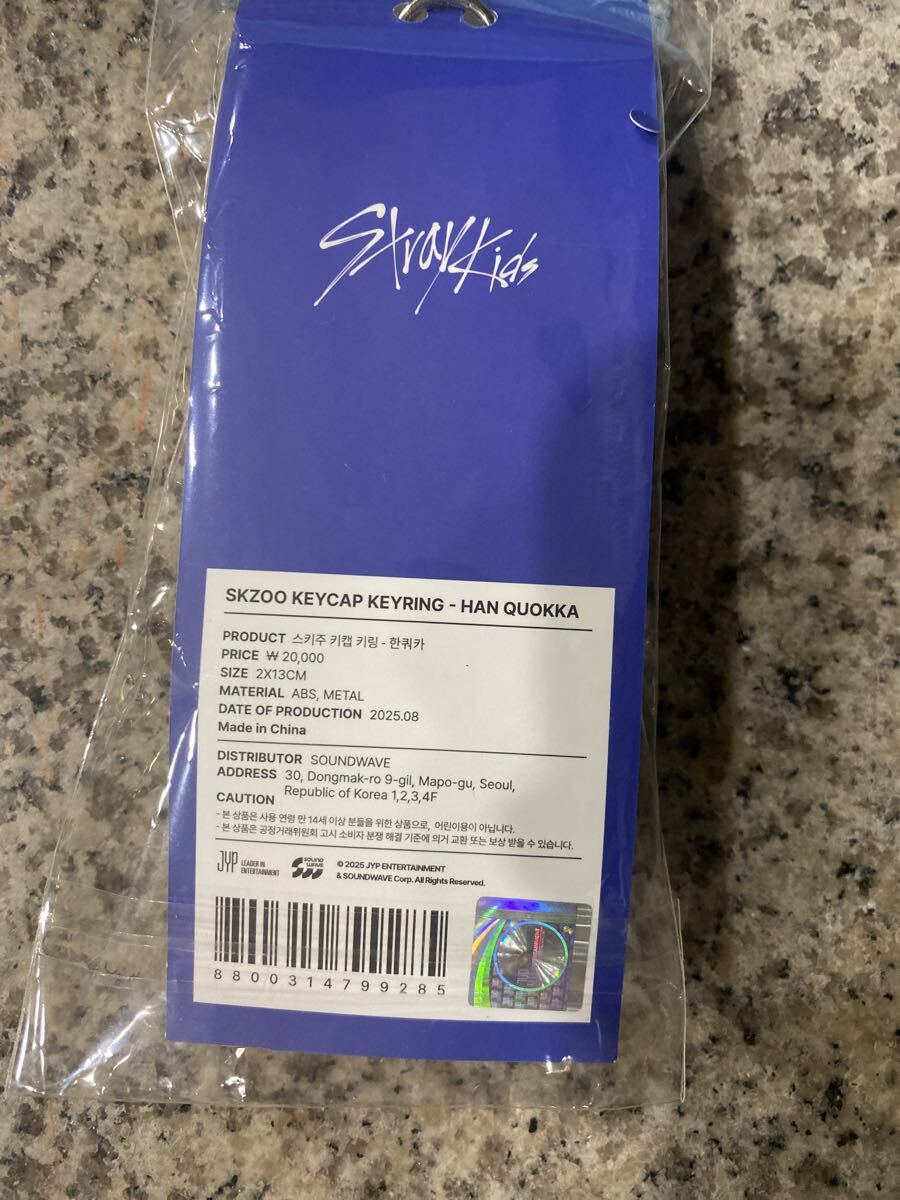 Stray Kids
SKZOO KEYCAP KEYRING - HAN QUOKKA
PRODUCT 스키주 키캡 키링 - 한쿼카
PRICE ₩ 20,000
SIZE 2X13CM
MATERIAL ABS, METAL
DATE OF PRODUCTION 2025.08
Made in China
DISTRIBUTOR SOUNDWAVE
ADDRESS 30, Dongmak-ro 9-gil, Mapo-gu, Seoul,
Republic of Korea 1,2,3,4F
CAUTION
- 본 상품은 사용 연령 만 14세 이상 분들을 위한 상품으로, 어린이용이 아닙니다.
- 본 상품은 공정거래위원회 고시 소비자 분쟁 해결 기준에 의거 교환 또는 보상 받을 수 있습니다.
JYP LEADER IN
ENTERTAINMENT
SOUND
WAVE
© 2025 JYP ENTERTAINMENT
& SOUNDWAVE Corp. All Rights Reserved.
8800314799285